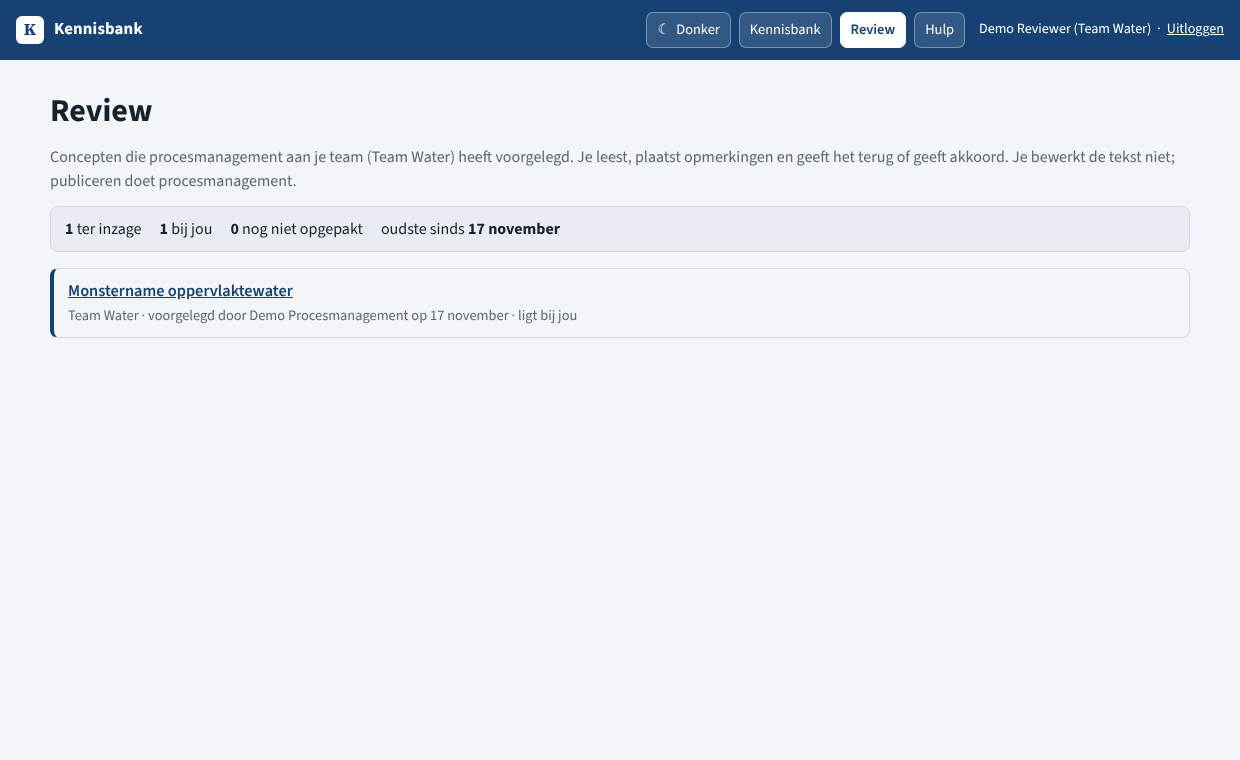 K Kennisbank
☾ Donker Kennisbank Review Hulp Demo Reviewer (Team Water) · Uitloggen
Review
Concepten die procesmanagement aan je team (Team Water) heeft voorgelegd. Je leest, plaatst opmerkingen en geeft het terug of geeft akkoord. Je bewerkt de tekst niet;
publiceren doet procesmanagement.
1 ter inzage 1 bij jou 0 nog niet opgepakt oudste sinds 17 november
Monstername oppervlaktewater
Team Water · voorgelegd door Demo Procesmanagement op 17 november · ligt bij jou